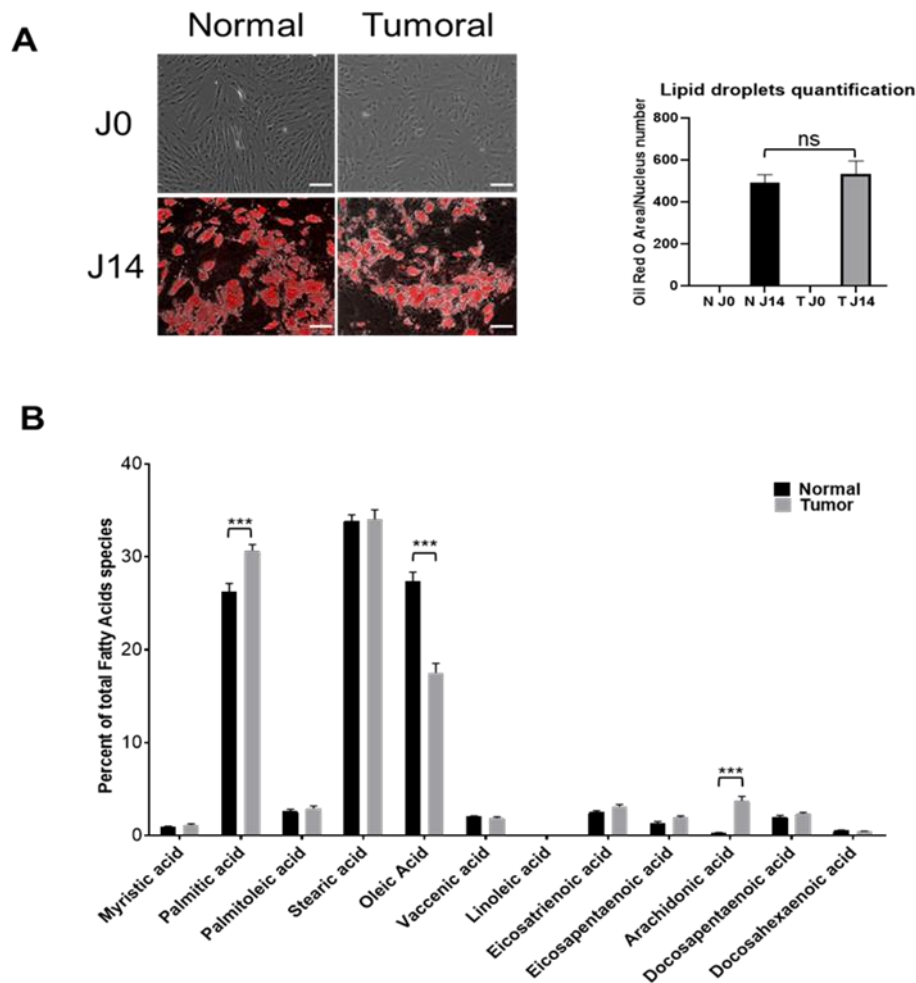 A
Normal Tumoral
J0
J14
Lipid droplets quantification
Oil Red O Area/Nucleus number
800
600
400
200
0
ns
N J0 N J14 T J0 T J14
B
Percent of total Fatty Acids species
40
30
20
10
0
***
***
***
Normal
Tumor
Myristic acid
Palmitic acid
Palmitoleic acid
Stearic acid
Oleic Acid
Vaccenic acid
Linoleic acid
Eicosatrienoic acid
Eicosapentaenoic acid
Arachidonic acid
Docosapentaenoic acid
Docosahexaenoic acid